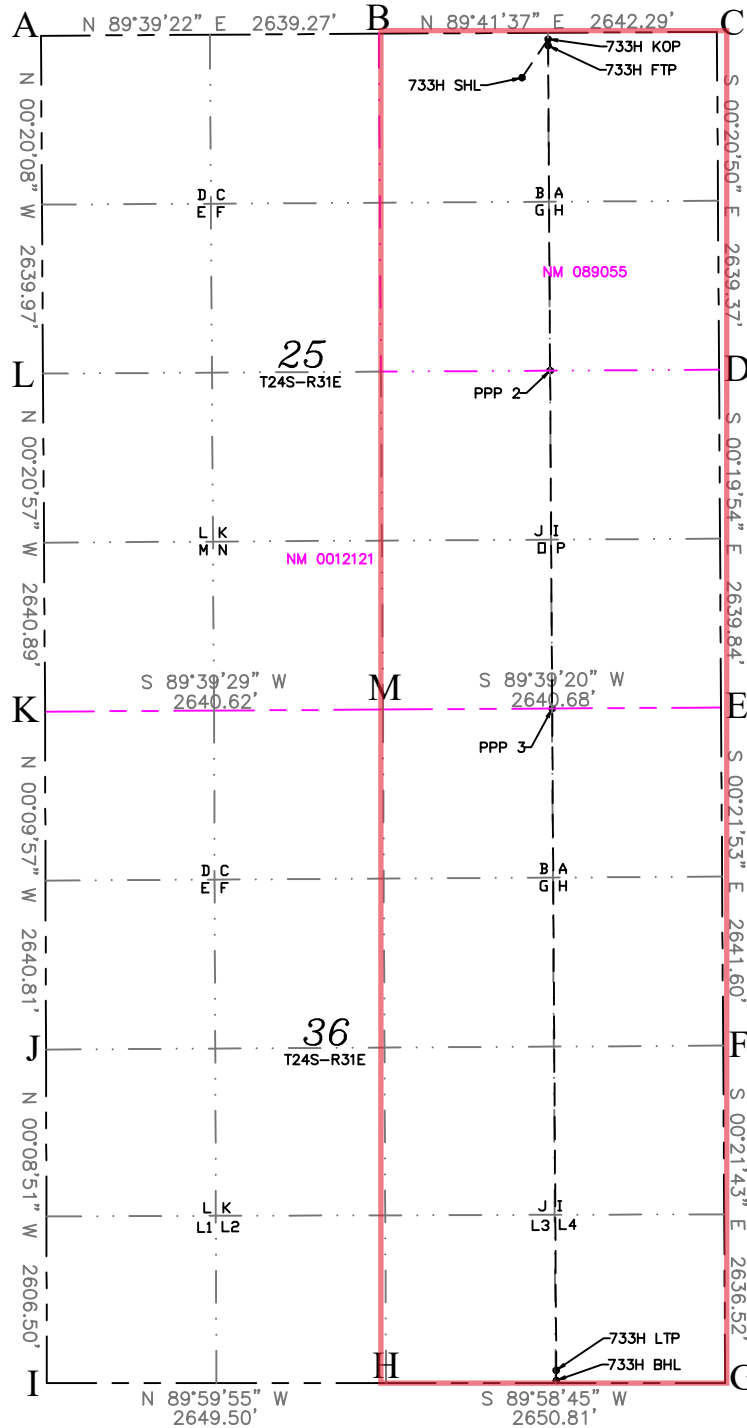 A
N 89°39'22" E 2639.27'
B
N 89°41'37" E 2642.29'
C
733H KOP
733H FTP
733H SHL
N 00°20'08" W 2639.97'
S 00°20'50" E 2639.37'
D C
E F
B A
G H
NM 089055
25
T24S-R31E
L
D
PPP 2
N 00°20'57" W 2640.89'
S 00°19'54" E 2639.84'
L K
M N
J I
O P
NM 0012121
S 89°39'29" W
2640.62'
M
S 89°39'20" W
2640.68'
K
E
PPP 3
N 00°09'57" W 2640.81'
S 00°21'53" E 2641.60'
D C
E F
B A
G H
36
T24S-R31E
J
F
N 00°08'51" W 2606.50'
S 00°21'43" E 2636.52'
L K
L1 L2
J I
L3 L4
733H LTP
733H BHL
I
H
G
N 89°59'55" W
2649.50'
S 89°58'45" W
2650.81'